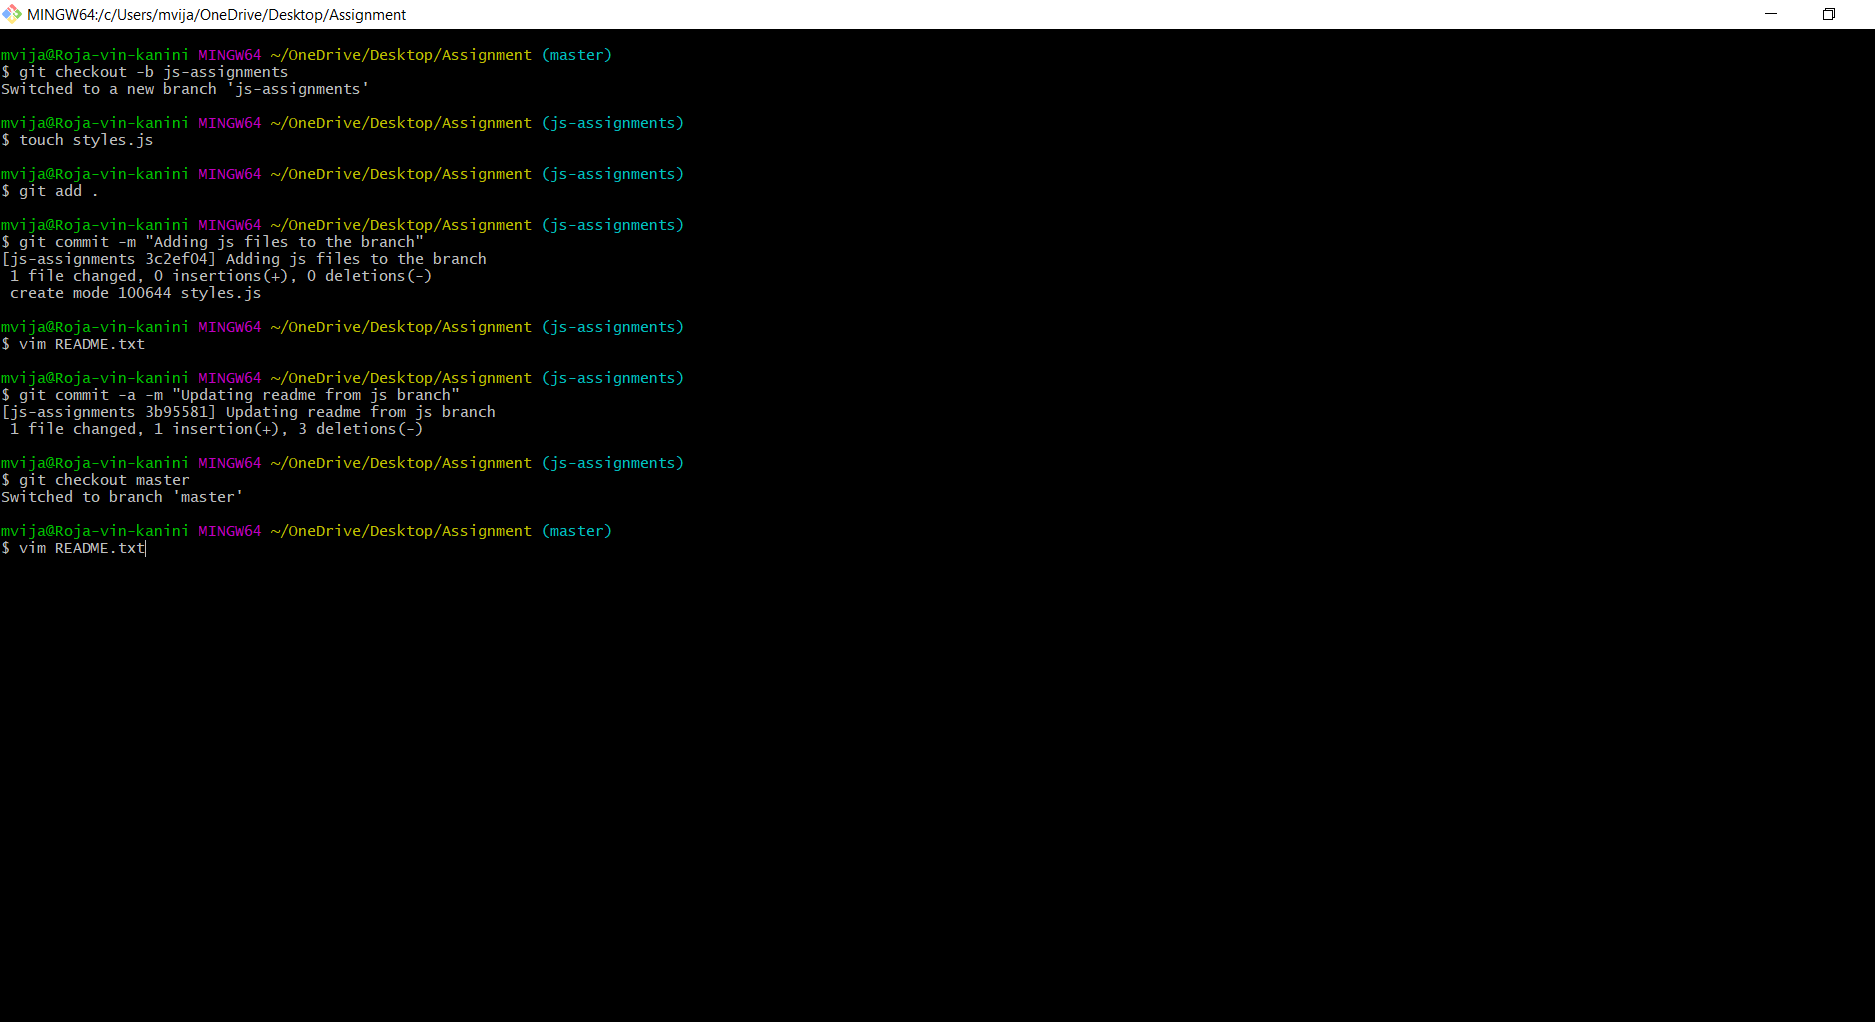 MINGW64:/c/Users/mvija/OneDrive/Desktop/Assignment
mvija@Roja-vin-kanini MINGW64 ~/OneDrive/Desktop/Assignment (master)
$ git checkout -b js-assignments
Switched to a new branch 'js-assignments'
mvija@Roja-vin-kanini MINGW64 ~/OneDrive/Desktop/Assignment (js-assignments)
$ touch styles.js
mvija@Roja-vin-kanini MINGW64 ~/OneDrive/Desktop/Assignment (js-assignments)
$ git add .
mvija@Roja-vin-kanini MINGW64 ~/OneDrive/Desktop/Assignment (js-assignments)
$ git commit -m "Adding js files to the branch"
[js-assignments 3c2ef04] Adding js files to the branch
 1 file changed, 0 insertions(+), 0 deletions(-)
 create mode 100644 styles.js
mvija@Roja-vin-kanini MINGW64 ~/OneDrive/Desktop/Assignment (js-assignments)
$ vim README.txt
mvija@Roja-vin-kanini MINGW64 ~/OneDrive/Desktop/Assignment (js-assignments)
$ git commit -a -m "Updating readme from js branch"
[js-assignments 3b95581] Updating readme from js branch
 1 file changed, 1 insertion(+), 3 deletions(-)
mvija@Roja-vin-kanini MINGW64 ~/OneDrive/Desktop/Assignment (js-assignments)
$ git checkout master
Switched to branch 'master'
mvija@Roja-vin-kanini MINGW64 ~/OneDrive/Desktop/Assignment (master)
$ vim README.txt